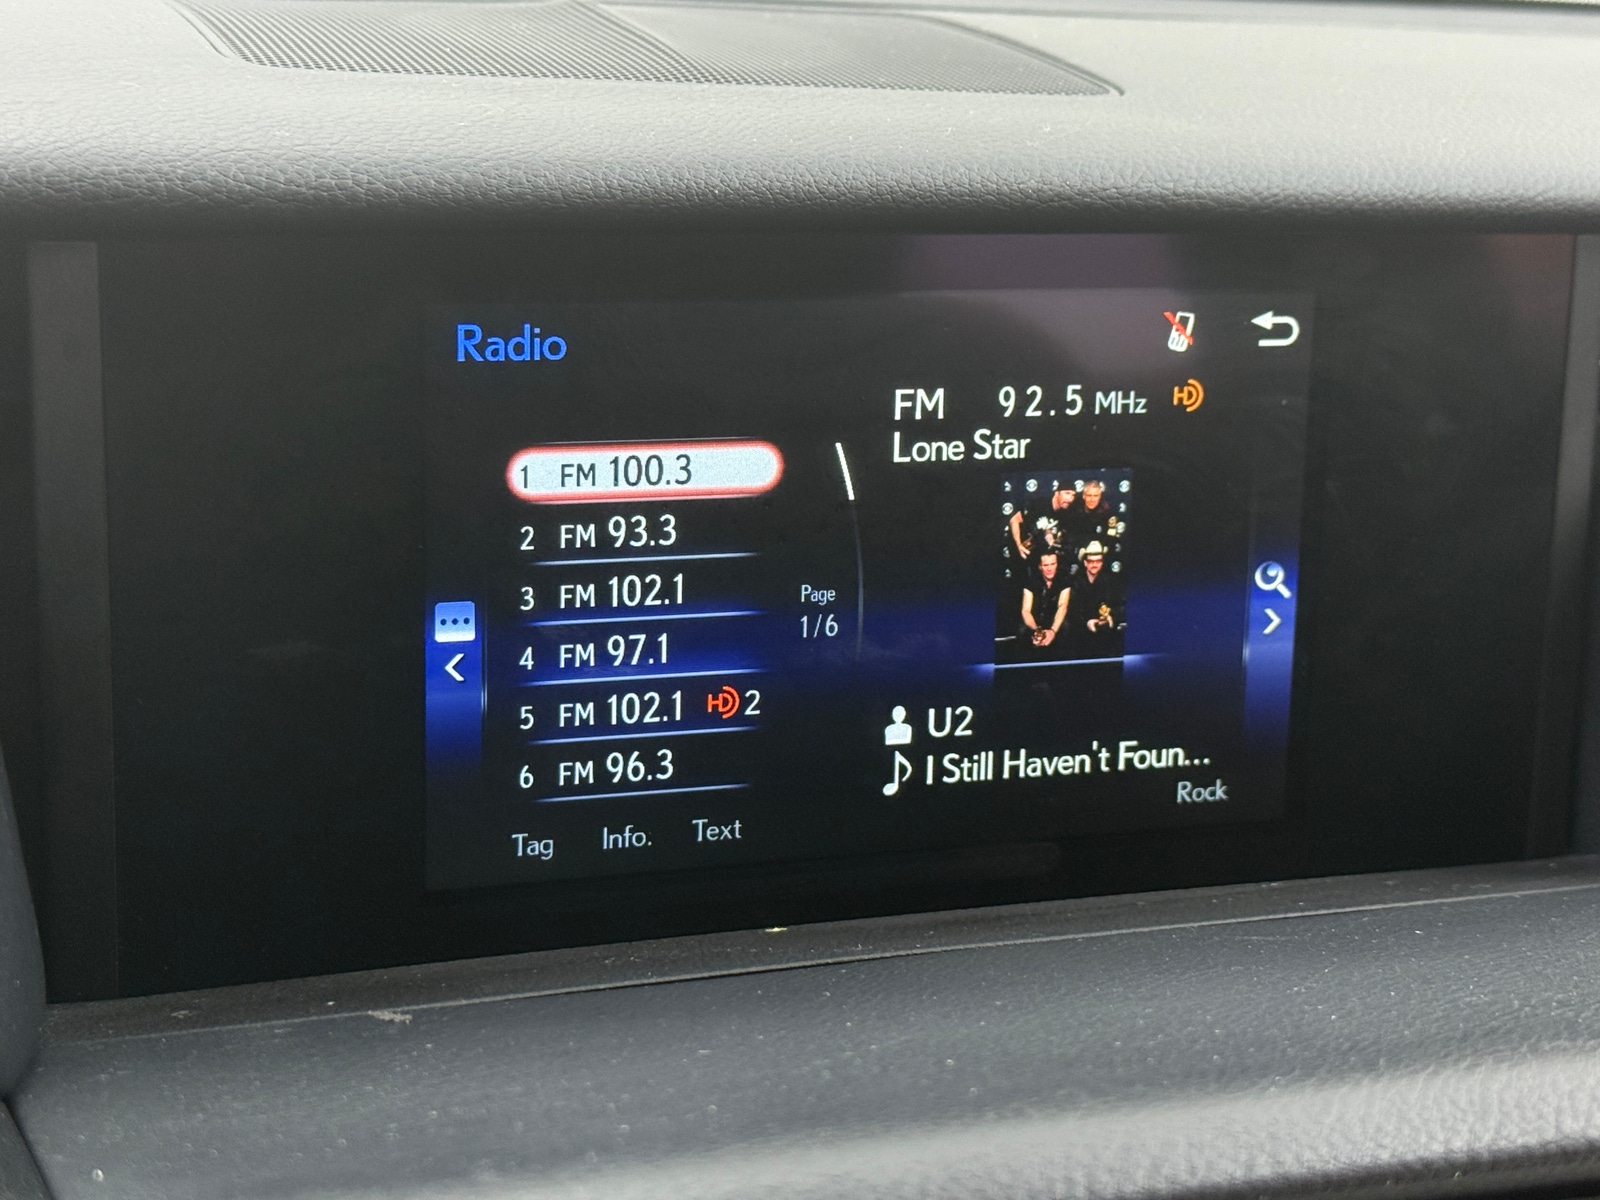 Radio
1 FM 100.3
2 FM 93.3
3 FM 102.1
4 FM 97.1
5 FM 102.1 HD 2
6 FM 96.3
Page
1/6
Tag Info. Text
FM 92.5 MHz HD
Lone Star
U2
I Still Haven't Foun...
Rock